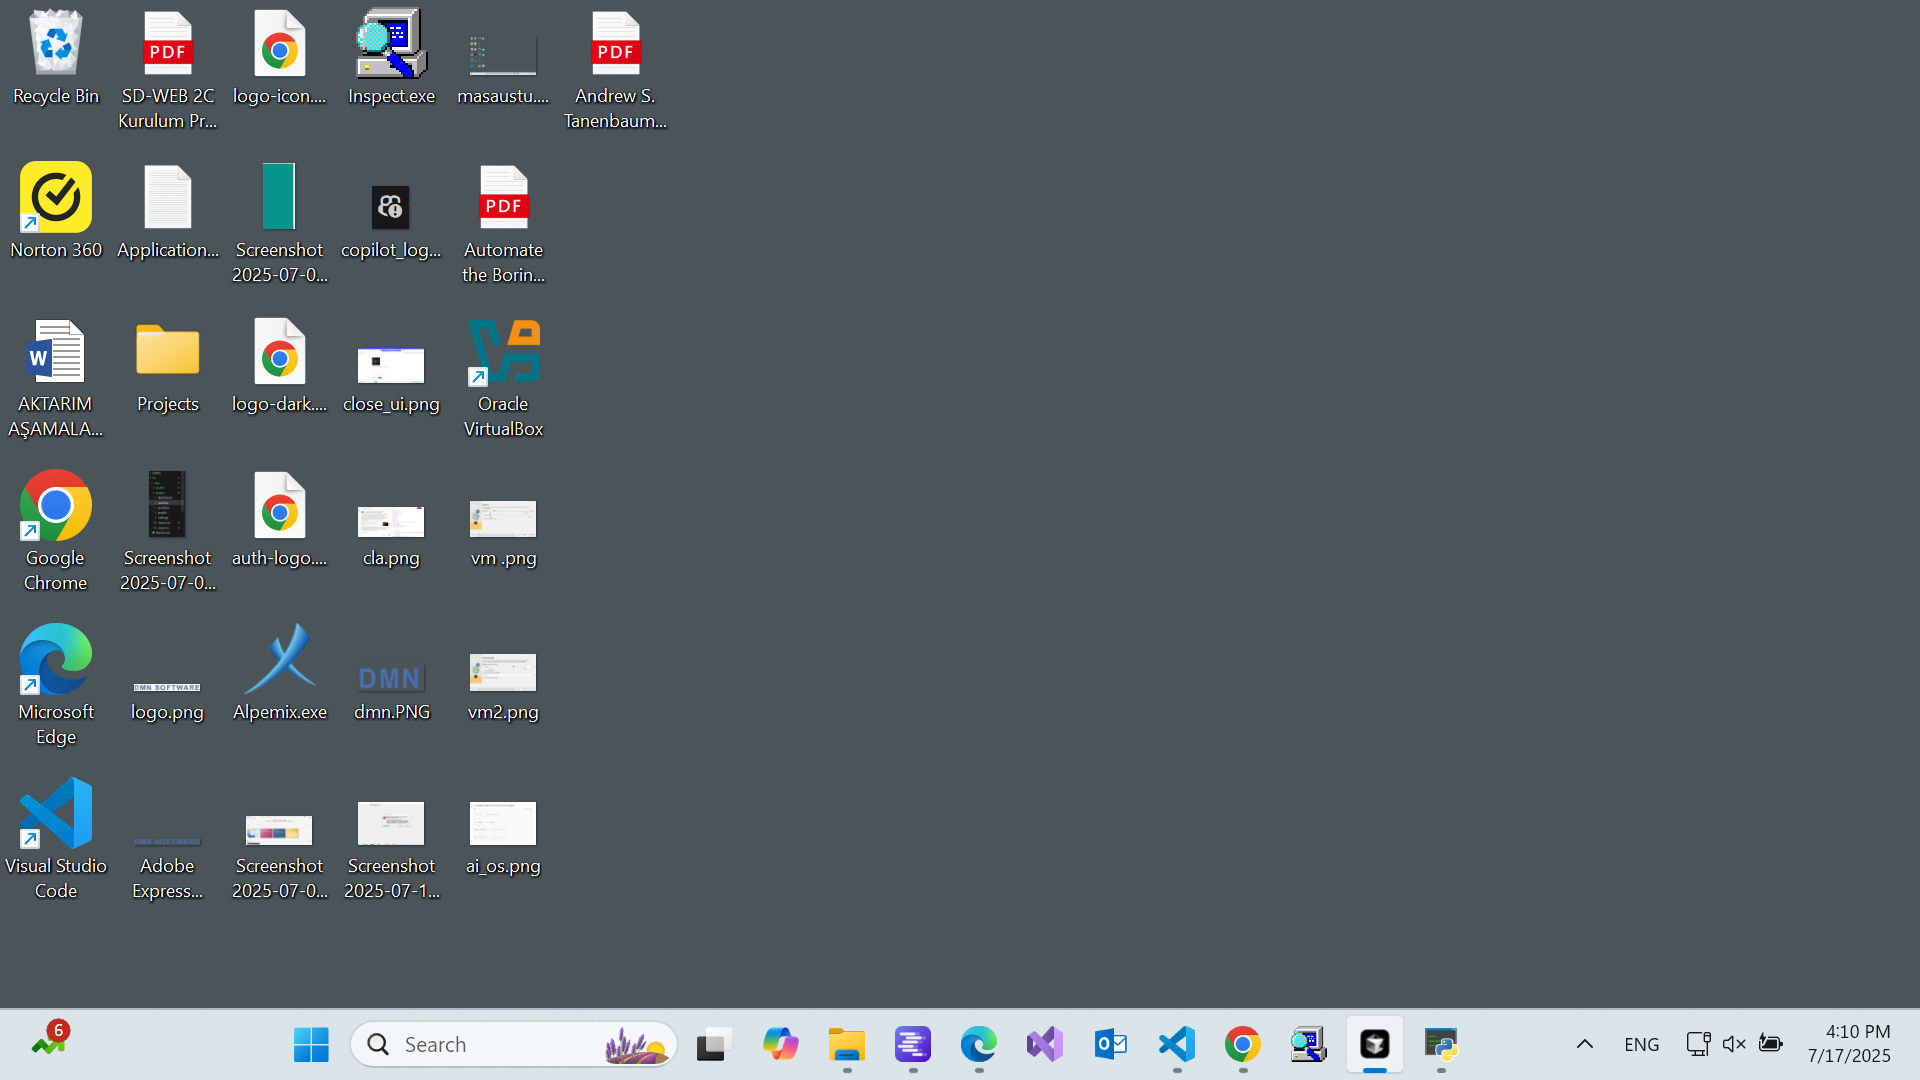 Recycle Bin
SD-WEB 2C
Kurulum Pr...
logo-icon....
Inspect.exe
masaustu....
Andrew S.
Tanenbaum...
Norton 360
Application...
Screenshot
2025-07-0...
copilot_log...
Automate
the Borin...
AKTARIM
AŞAMALA...
Projects
logo-dark....
close_ui.png
Oracle
VirtualBox
Google
Chrome
Screenshot
2025-07-0...
auth-logo....
cla.png
vm .png
Microsoft
Edge
DMN SOFTWARE
logo.png
Alpemix.exe
DMN
dmn.PNG
vm2.png
Visual Studio
Code
DMN SOFTWARE
Adobe
Express...
Screenshot
2025-07-0...
Screenshot
2025-07-1...
ai_os.png
PDF
PDF
PDF
W
6
Search
ENG
4:10 PM
7/17/2025